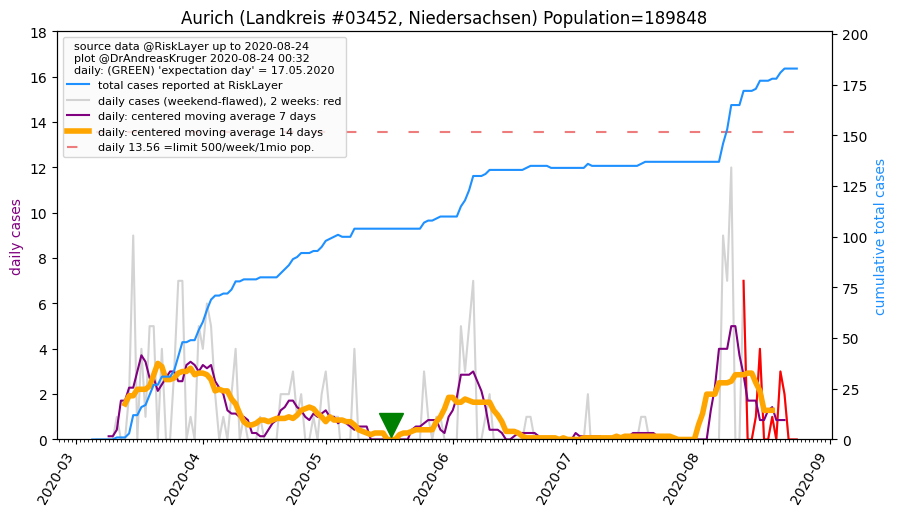 Aurich (Landkreis #03452, Niedersachsen) Population=189848
source data @RiskLayer up to 2020-08-24
plot @DrAndreasKruger 2020-08-24 00:32
daily: (GREEN) 'expectation day' = 17.05.2020
total cases reported at RiskLayer
daily cases (weekend-flawed), 2 weeks: red
daily: centered moving average 7 days
daily: centered moving average 14 days
daily 13.56 =limit 500/week/1mio pop.
daily cases
18
16
14
12
10
8
6
4
2
0
cumulative total cases
200
175
150
125
100
75
50
25
0
2020-03
2020-04
2020-05
2020-06
2020-07
2020-08
2020-09